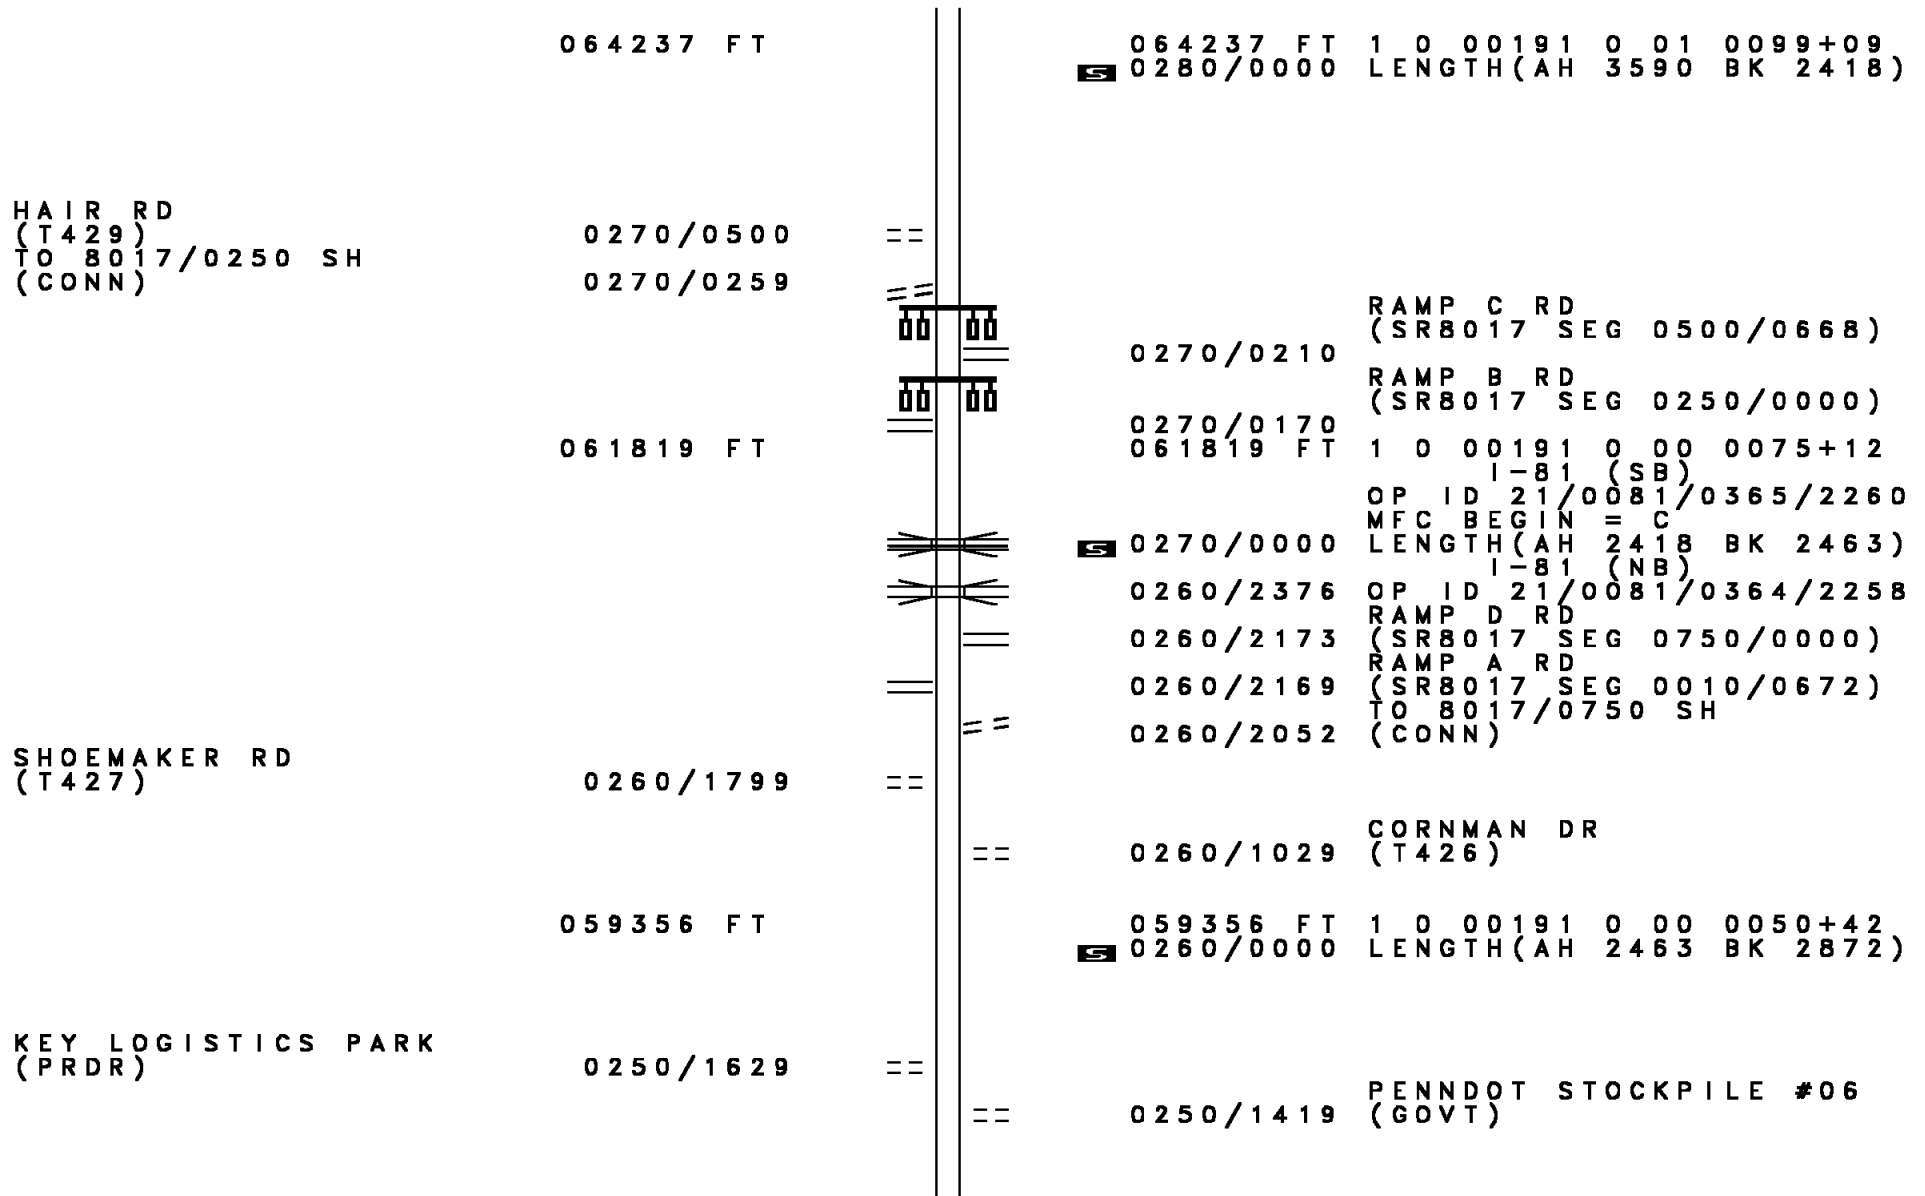 064237 FT 064237 FT 1 0 00191 0 01 0099+09
S 0280/0000 LENGTH(AH 3590 BK 2418)
HAIR RD
(T429) 0270/0500
TO 8017/0250 SH
(CONN) 0270/0259
RAMP C RD
(SR8017 SEG 0500/0668)
0270/0210
RAMP B RD
(SR8017 SEG 0250/0000)
0270/0170
061819 FT 061819 FT 1 0 00191 0 00 0075+12
I-81 (SB)
OP ID 21/0081/0365/2260
MFC BEGIN = C
S 0270/0000 LENGTH(AH 2418 BK 2463)
I-81 (NB)
0260/2376 OP ID 21/0081/0364/2258
RAMP D RD
0260/2173 (SR8017 SEG 0750/0000)
RAMP A RD
0260/2169 (SR8017 SEG 0010/0672)
TO 8017/0750 SH
0260/2052 (CONN)
SHOEMAKER RD
(T427) 0260/1799
CORNMAN DR
0260/1029 (T426)
059356 FT 059356 FT 1 0 00191 0 00 0050+42
S 0260/0000 LENGTH(AH 2463 BK 2872)
KEY LOGISTICS PARK
(PRDR) 0250/1629
PENNDOT STOCKPILE #06
0250/1419 (GOVT)